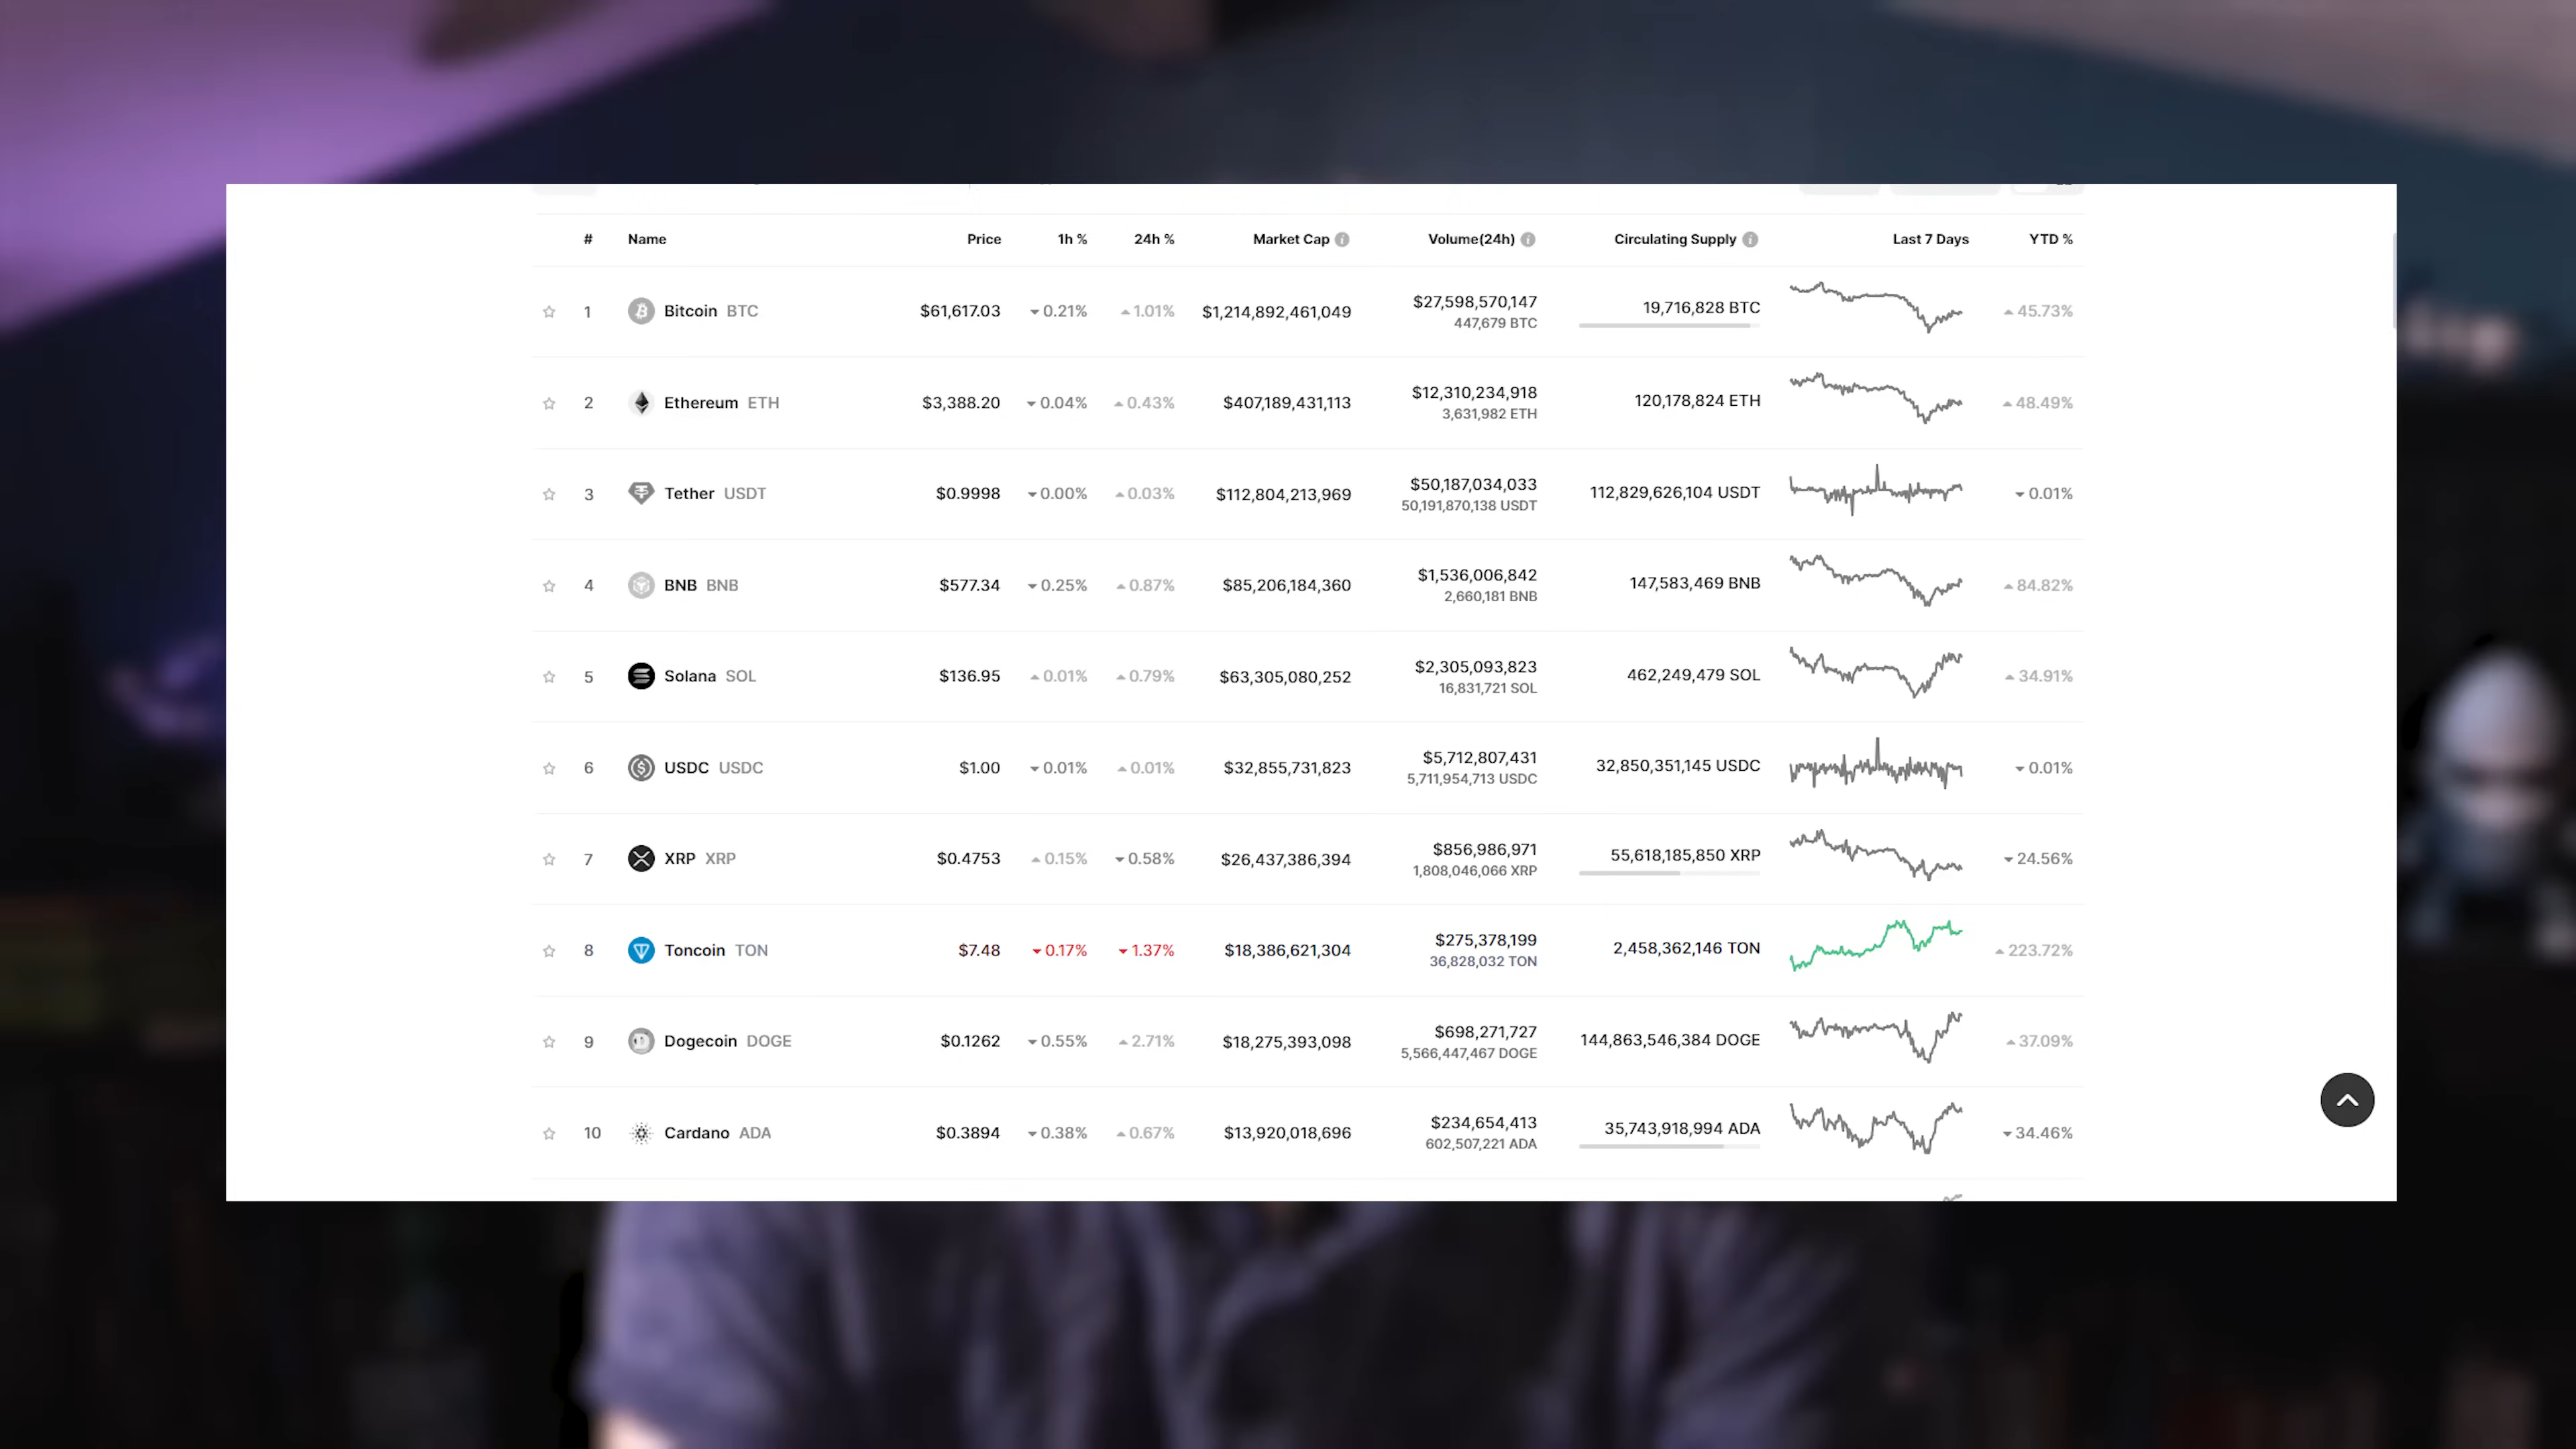 # Name Price 1h % 24h % Market Cap Volume(24h) Circulating Supply Last 7 Days YTD %
1 Bitcoin BTC $61,617.03 0.21% 1.01% $1,214,892,461,049 $27,598,570,147 19,716,828 BTC 45.73%
447,679 BTC
2 Ethereum ETH $3,388.20 0.04% 0.43% $407,189,431,113 $12,310,234,918 120,178,824 ETH 48.49%
3,631,982 ETH
3 Tether USDT $0.9998 0.00% 0.03% $112,804,213,969 $50,187,034,033 112,829,626,104 USDT 0.01%
50,191,870,138 USDT
4 BNB BNB $577.34 0.25% 0.87% $85,206,184,360 $1,536,006,842 147,583,469 BNB 84.82%
2,660,181 BNB
5 Solana SOL $136.95 0.01% 0.79% $63,305,080,252 $2,305,093,823 462,249,479 SOL 34.91%
16,831,721 SOL
6 USDC USDC $1.00 0.01% 0.01% $32,855,731,823 $5,712,807,431 32,850,351,145 USDC 0.01%
5,711,954,713 USDC
7 XRP XRP $0.4753 0.15% 0.58% $26,437,386,394 $856,986,971 55,618,185,850 XRP 24.56%
1,808,046,066 XRP
8 Toncoin TON $7.48 0.17% 1.37% $18,386,621,304 $275,378,199 2,458,362,146 TON 223.72%
36,828,032 TON
9 Dogecoin DOGE $0.1262 0.55% 2.71% $18,275,393,098 $698,271,727 144,863,546,384 DOGE 37.09%
5,566,447,467 DOGE
10 Cardano ADA $0.3894 0.38% 0.67% $13,920,018,696 $234,654,413 35,743,918,994 ADA 34.46%
602,507,221 ADA